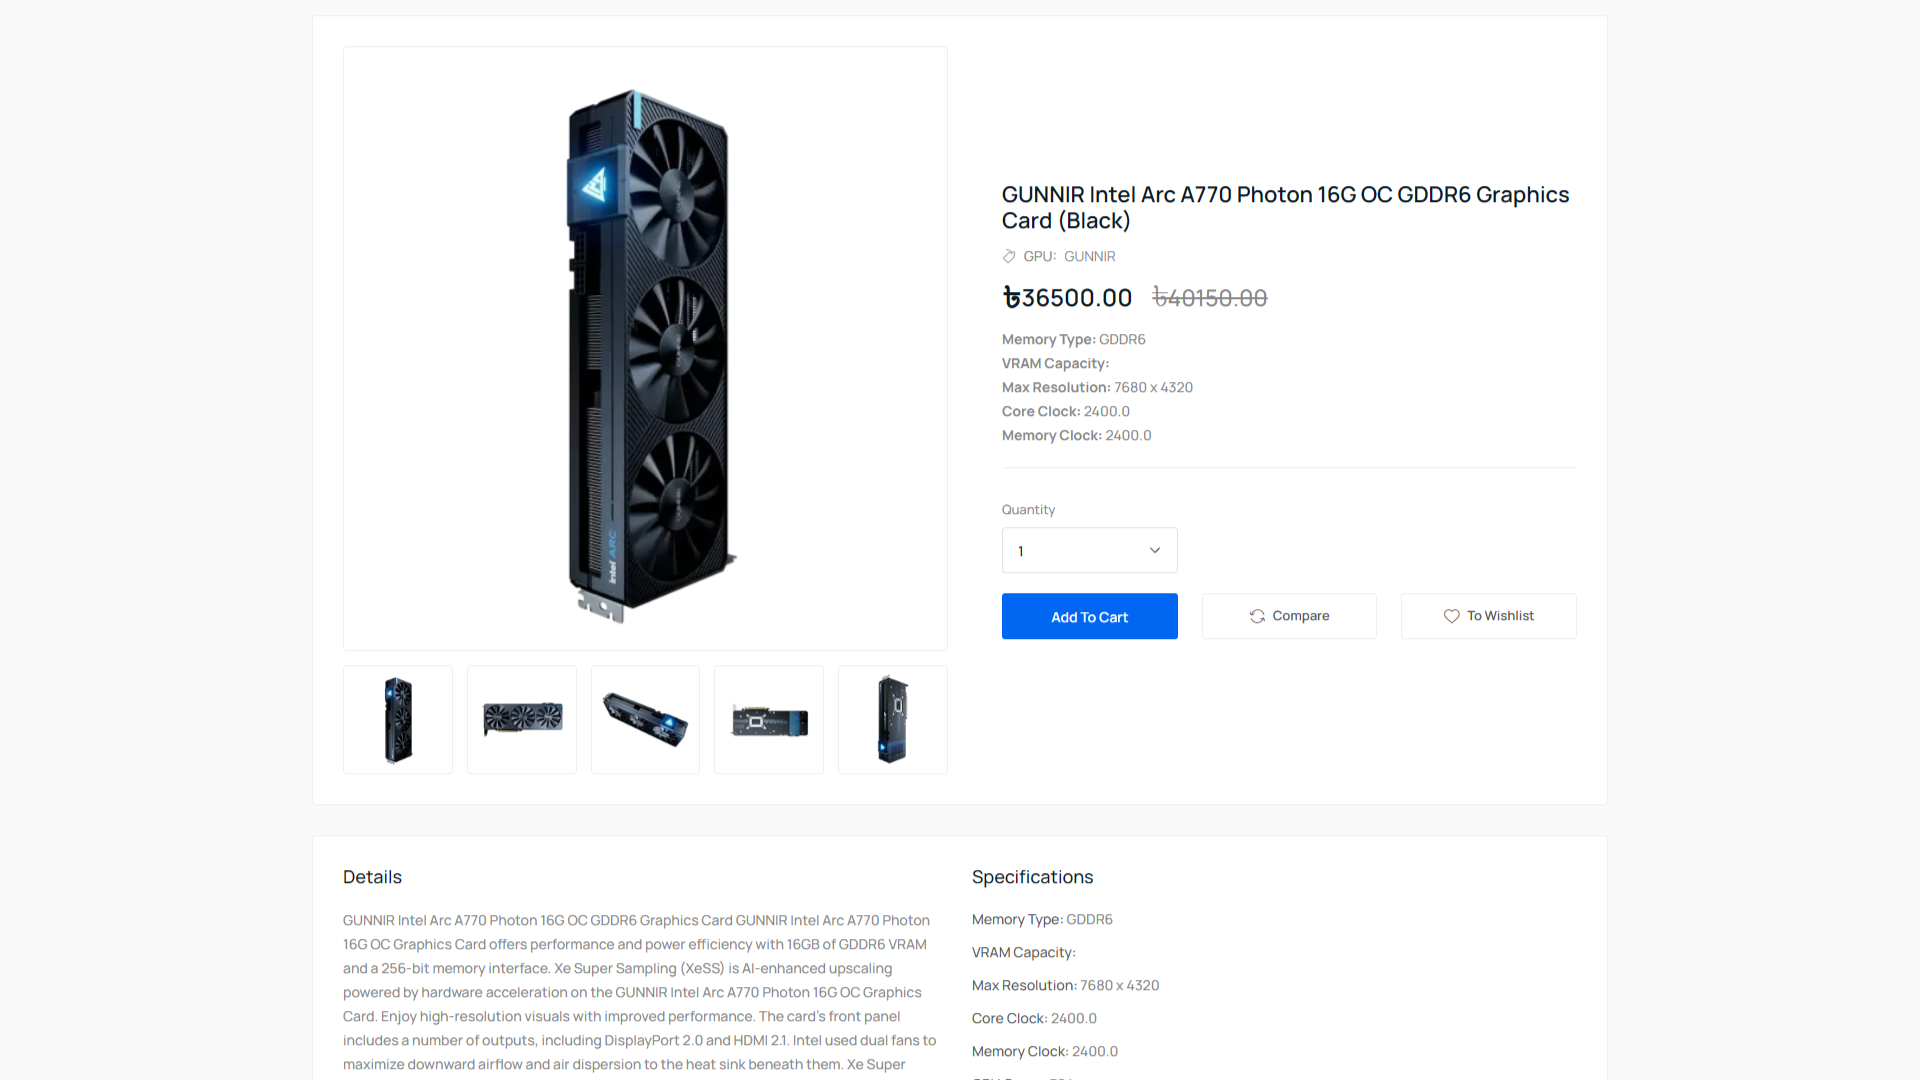 GUNNIR Intel Arc A770 Photon 16G OC GDDR6 Graphics
Card (Black)
GPU: GUNNIR
৳36500.00 ৳40150.00
Memory Type: GDDR6
VRAM Capacity:
Max Resolution: 7680 x 4320
Core Clock: 2400.0
Memory Clock: 2400.0
Quantity
1
Add To Cart
Compare
To Wishlist
intel ARC
Details
GUNNIR Intel Arc A770 Photon 16G OC GDDR6 Graphics Card GUNNIR Intel Arc A770 Photon
16G OC Graphics Card offers performance and power efficiency with 16GB of GDDR6 VRAM
and a 256-bit memory interface. Xe Super Sampling (XeSS) is AI-enhanced upscaling
powered by hardware acceleration on the GUNNIR Intel Arc A770 Photon 16G OC Graphics
Card. Enjoy high-resolution visuals with improved performance. The card's front panel
includes a number of outputs, including DisplayPort 2.0 and HDMI 2.1. Intel used dual fans to
maximize downward airflow and air dispersion to the heat sink beneath them. Xe Super
Specifications
Memory Type: GDDR6
VRAM Capacity:
Max Resolution: 7680 x 4320
Core Clock: 2400.0
Memory Clock: 2400.0